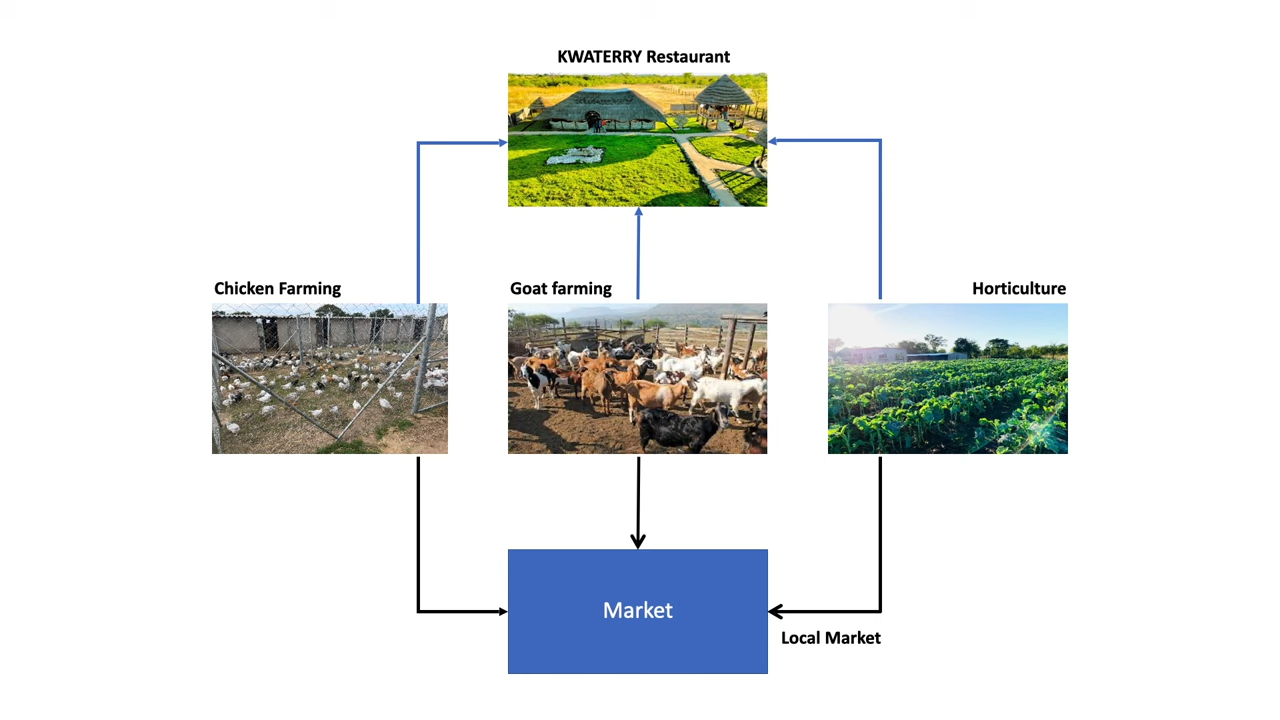 KWATERRY Restaurant
Chicken Farming
Goat farming
Horticulture
Market
Local Market